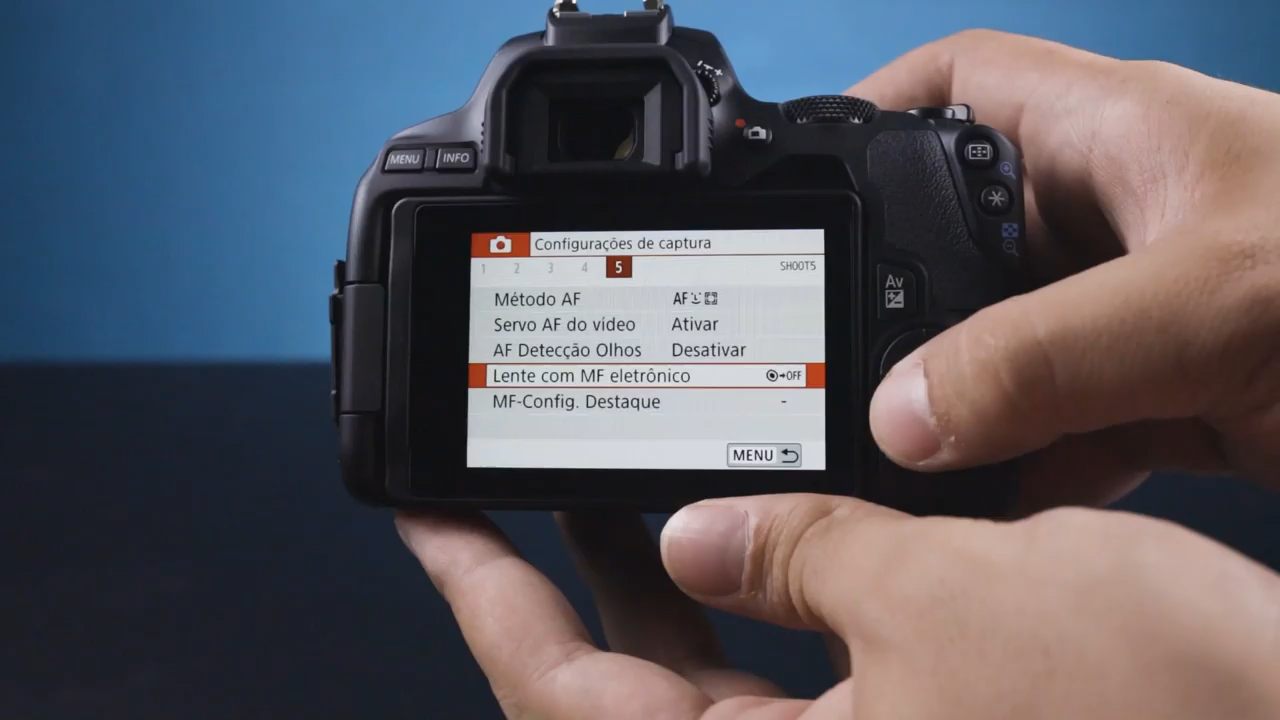 MENU INFO
Configurações de captura
1 2 3 4 5 SHOOT5
Método AF AF
Servo AF do vídeo Ativar
AF Detecção Olhos Desativar
Lente com MF eletrônico OFF
MF-Config. Destaque -
MENU
Av